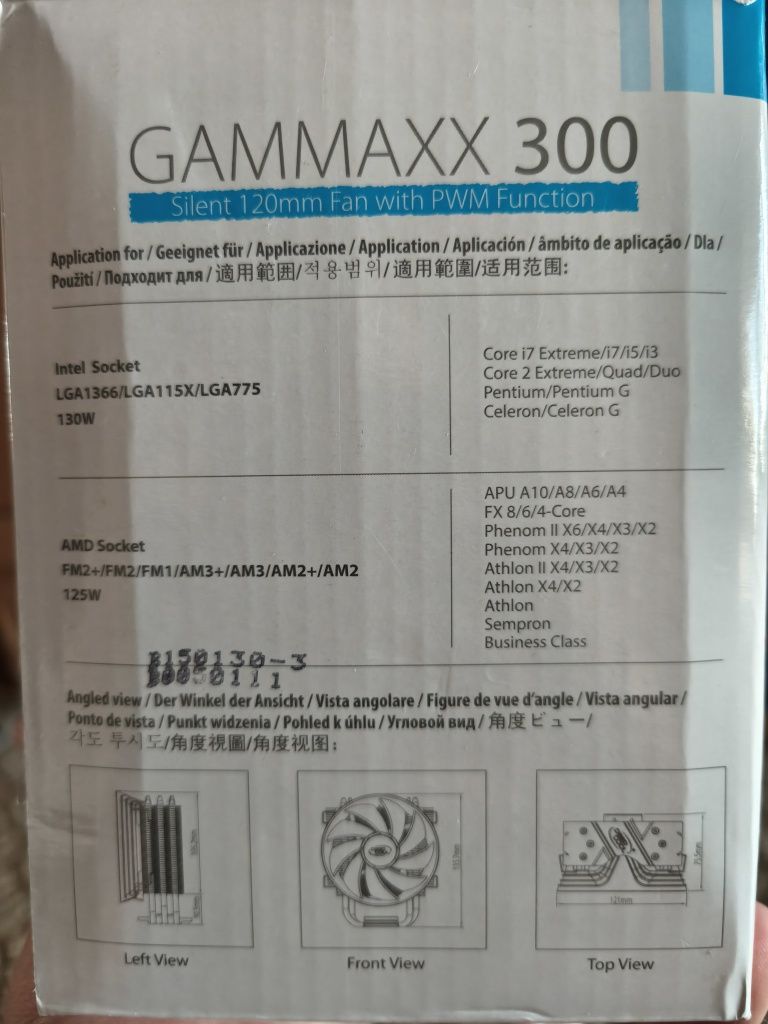 GAMMAXX 300
Silent 120mm Fan with PWM Function
Application for / Geeignet für / Applicazione / Application / Aplicación / âmbito de aplicação / Dla /
Použití / Подходит для / 適用範囲/적용범위/適用範圍/适用范围:
Intel Socket
LGA1366/LGA115X/LGA775
130W
Core i7 Extreme/i7/i5/i3
Core 2 Extreme/Quad/Duo
Pentium/Pentium G
Celeron/Celeron G
AMD Socket
FM2+/FM2/FM1/AM3+/AM3/AM2+/AM2
125W
APU A10/A8/A6/A4
FX 8/6/4-Core
Phenom II X6/X4/X3/X2
Phenom X4/X3/X2
Athlon II X4/X3/X2
Athlon X4/X2
Athlon
Sempron
Business Class
Angled view / Der Winkel der Ansicht / Vista angolare / Figure de vue d'angle / Vista angular /
Ponto de vista / Punkt widzenia / Pohled k úhlu / Угловой вид / 角度ビュー/
각도 투시도/角度視圖/角度视图:
121mm
Left View
Front View
Top View